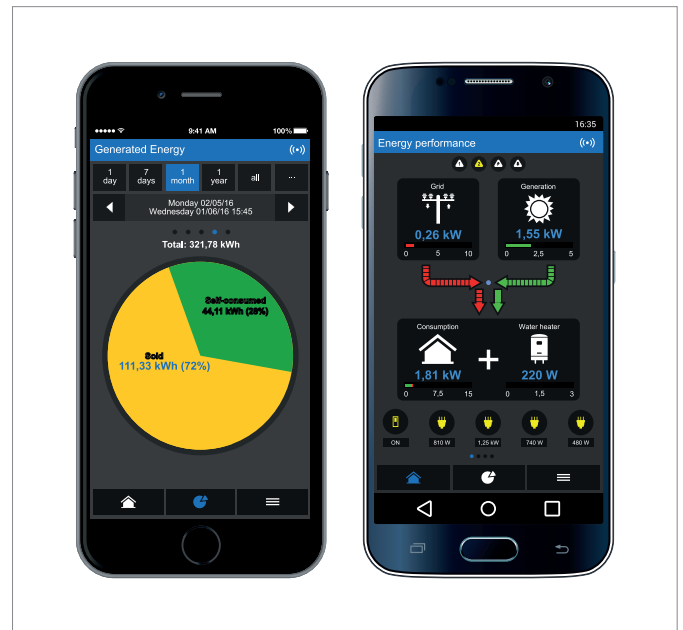 9:41 AM
100%
Generated Energy
1 day
7 days
1 month
1 year
all
...
Monday 02/05/16
Wednesday 01/06/16 15:45
Total: 321,78 kWh
Self-consumed
44,11 kWh (28%)
Sold
111,33 kWh (72%)
16:35
Energy performance
Grid
0,26 kW
0 5 10
Generation
1,55 kW
0 2,5 5
Consumption
1,81 kW
0 7,5 15
+
Water heater
220 W
0 1,5 3
ON
810 W
1,25 kW
740 W
480 W